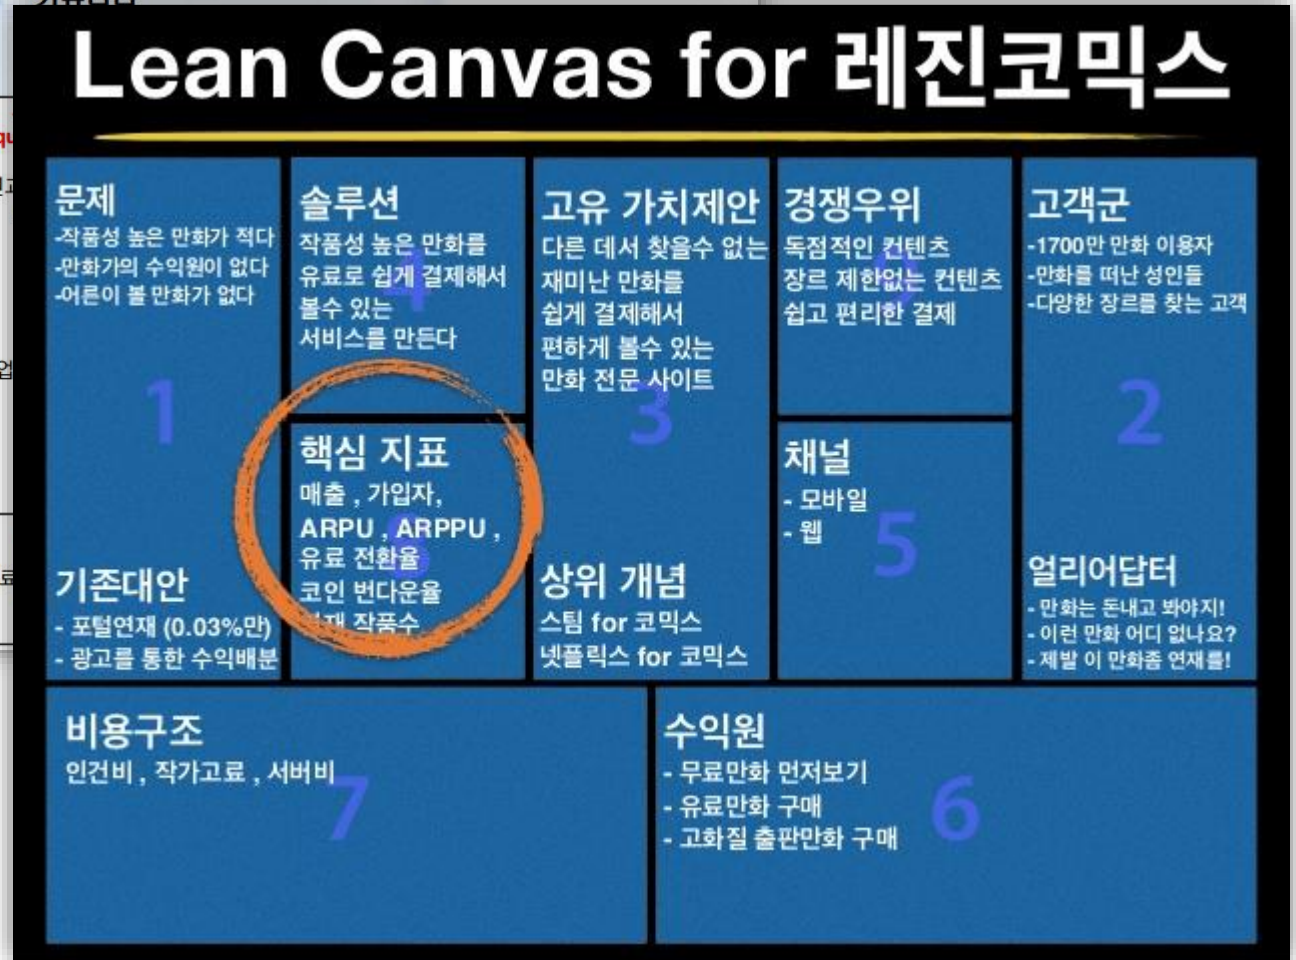 Lean Canvas for 레진코믹스
문제
-작품성 높은 만화가 적다
-만화가의 수익원이 없다
-어른이 볼 만화가 없다
1
기존대안
- 포털연재 (0.03%만)
- 광고를 통한 수익배분
솔루션
작품성 높은 만화를
유료로 쉽게 결제해서
볼수 있는
서비스를 만든다
4
핵심 지표
매출 , 가입자,
ARPU , ARPPU ,
유료 전환율
코인 번다운율
작품수
8
고유 가치제안
다른 데서 찾을수 없는
재미난 만화를
쉽게 결제해서
편하게 볼수 있는
만화 전문 사이트
3
상위 개념
스팀 for 코믹스
넷플릭스 for 코믹스
경쟁우위
독점적인 컨텐츠
장르 제한없는 컨텐츠
쉽고 편리한 결제
9
채널
- 모바일
- 웹
5
고객군
-1700만 만화 이용자
-만화를 떠난 성인들
-다양한 장르를 찾는 고객
2
얼리어답터
- 만화는 돈내고 봐야지!
- 이런 만화 어디 없나요?
- 제발 이 만화좀 연재를!
비용구조
인건비 , 작가고료 , 서버비
7
수익원
- 무료만화 먼저보기
- 유료만화 구매
- 고화질 출판만화 구매
6